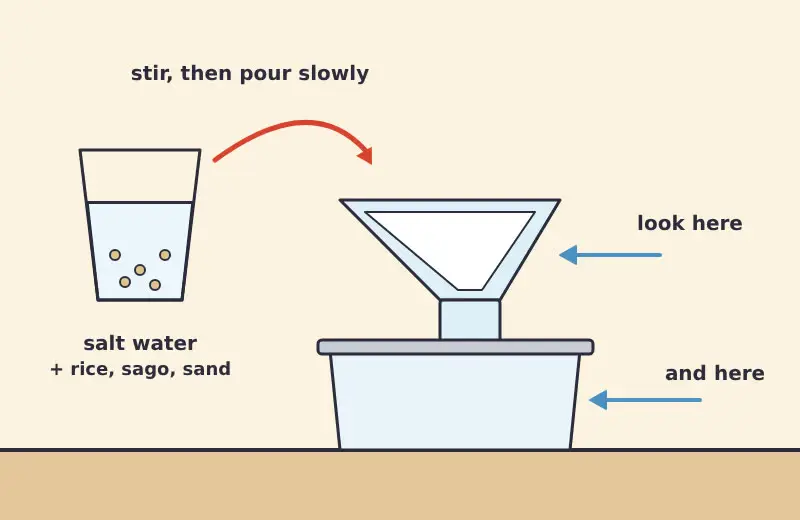 stir, then pour slowly
look here
salt water
+ rice, sago, sand
and here